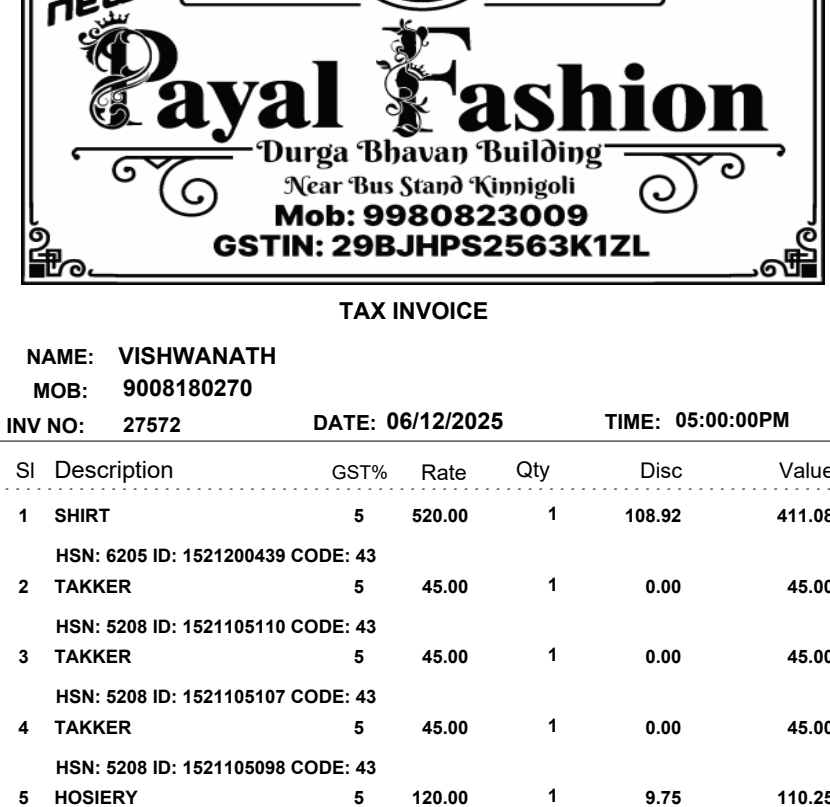 new
Payal Fashion
Durga Bhavan Building
Near Bus Stand Kinnigoli
Mob: 9980823009
GSTIN: 29BJHPS2563K1ZL
TAX INVOICE
NAME: VISHWANATH
MOB: 9008180270
INV NO: 27572 DATE: 06/12/2025 TIME: 05:00:00PM
Sl Description GST% Rate Qty Disc Value
1 SHIRT 5 520.00 1 108.92 411.08
HSN: 6205 ID: 1521200439 CODE: 43
2 TAKKER 5 45.00 1 0.00 45.00
HSN: 5208 ID: 1521105110 CODE: 43
3 TAKKER 5 45.00 1 0.00 45.00
HSN: 5208 ID: 1521105107 CODE: 43
4 TAKKER 5 45.00 1 0.00 45.00
HSN: 5208 ID: 1521105098 CODE: 43
5 HOSIERY 5 120.00 1 9.75 110.25